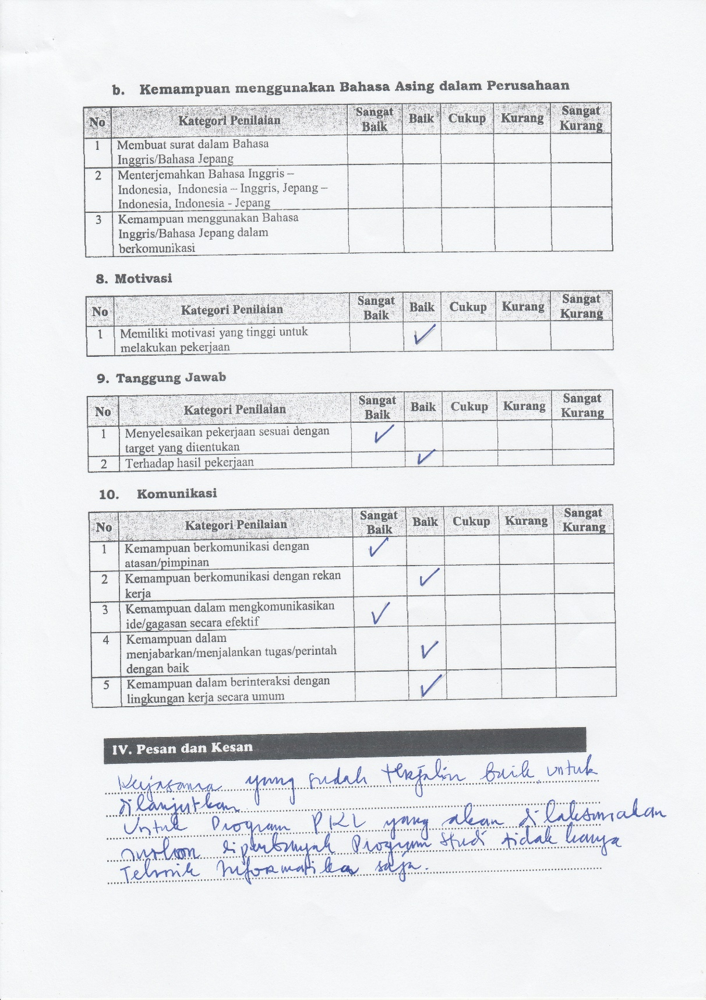 b. Kemampuan menggunakan Bahasa Asing dalam Perusahaan
No Kategori Penilaian Sangat Baik Baik Cukup Kurang Sangat Kurang
1 Membuat surat dalam Bahasa
Inggris/Bahasa Jepang
2 Menterjemahkan Bahasa Inggris –
Indonesia, Indonesia – Inggris, Jepang –
Indonesia, Indonesia - Jepang
3 Kemampuan menggunakan Bahasa
Inggris/Bahasa Jepang dalam
berkomunikasi
8. Motivasi
No Kategori Penilaian Sangat Baik Baik Cukup Kurang Sangat Kurang
1 Memiliki motivasi yang tinggi untuk ✓
melakukan pekerjaan
9. Tanggung Jawab
No Kategori Penilaian Sangat Baik Baik Cukup Kurang Sangat Kurang
1 Menyelesaikan pekerjaan sesuai dengan ✓
target yang ditentukan
2 Terhadap hasil pekerjaan ✓
10. Komunikasi
No Kategori Penilaian Sangat Baik Baik Cukup Kurang Sangat Kurang
1 Kemampuan berkomunikasi dengan ✓
atasan/pimpinan
2 Kemampuan berkomunikasi dengan rekan ✓
kerja
3 Kemampuan dalam mengkomunikasikan ✓
ide/gagasan secara efektif
4 Kemampuan dalam
menjabarkan/menjalankan tugas/perintah ✓
dengan baik
5 Kemampuan dalam berinteraksi dengan ✓
lingkungan kerja secara umum
IV. Pesan dan Kesan
Kerjasama yang sudah terjalin baik untuk
dilanjutkan
Untuk Program PKL yang akan dilaksanakan
diperbanyak Program Studi tidak hanya
Teknik Informatika saja.